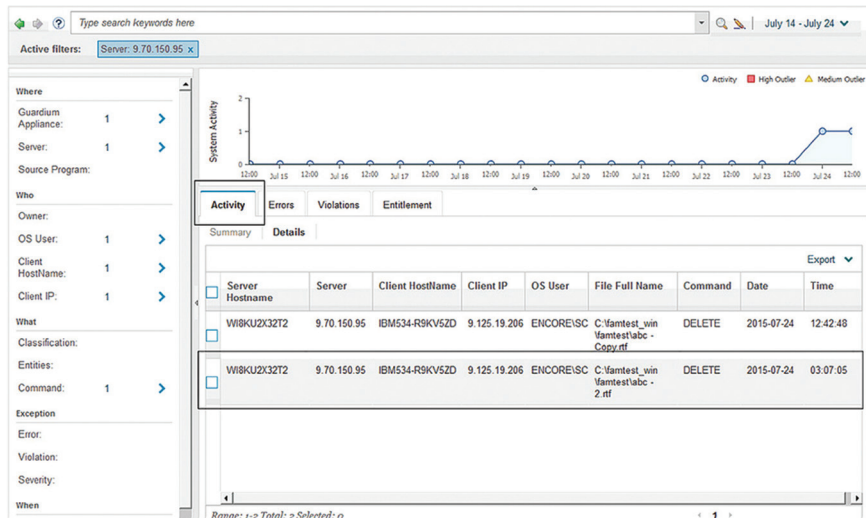 Type search keywords here
July 14 - July 24
Active filters:
Server: 9.70.150.95 x
Where
Guardium Appliance:
1
Server:
1
Source Program:
Who
Owner:
OS User:
1
Client HostName:
1
Client IP:
1
What
Classification:
Entities:
Command:
1
Exception
Error:
Violation:
Severity:
When
Activity
High Outlier
Medium Outlier
System Activity
2
1
0
12:00 Jul 15 12:00 Jul 16 12:00 Jul 17 12:00 Jul 18 12:00 Jul 19 12:00 Jul 20 12:00 Jul 21 12:00 Jul 22 12:00 Jul 23 12:00 Jul 24 12:00
Activity Errors Violations Entitlement
Summary Details
Export
Server Hostname
Server
Client HostName
Client IP
OS User
File Full Name
Command
Date
Time
WI8KU2X32T2 9.70.150.95 IBM534-R9KV5ZD 9.125.19.206 ENCORE\SC C:\famtest_win
\famtest\abc -
Copy.rtf
DELETE 2015-07-24 12:42:48
WI8KU2X32T2 9.70.150.95 IBM534-R9KV5ZD 9.125.19.206 ENCORE\SC C:\famtest_win
\famtest\abc -
2.rtf
DELETE 2015-07-24 03:07:05
Range: 1-2 Total: 2 Selected: 0
1